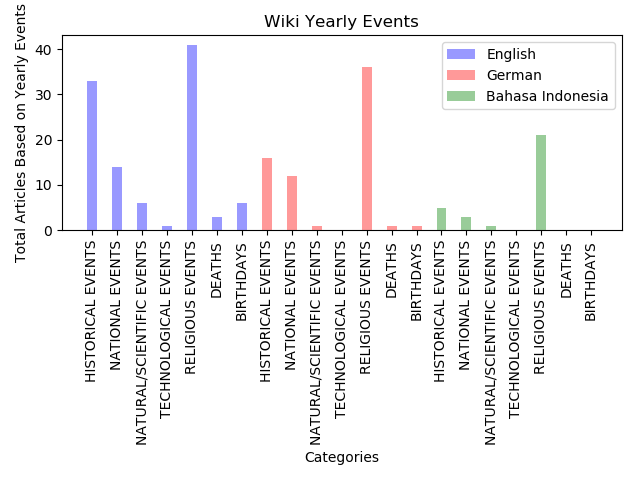 Wiki Yearly Events
Total Articles Based on Yearly Events
40
30
20
10
0
English
German
Bahasa Indonesia
HISTORICAL EVENTS
NATIONAL EVENTS
NATURAL/SCIENTIFIC EVENTS
TECHNOLOGICAL EVENTS
RELIGIOUS EVENTS
DEATHS
BIRTHDAYS
HISTORICAL EVENTS
NATIONAL EVENTS
NATURAL/SCIENTIFIC EVENTS
TECHNOLOGICAL EVENTS
RELIGIOUS EVENTS
DEATHS
BIRTHDAYS
HISTORICAL EVENTS
NATIONAL EVENTS
NATURAL/SCIENTIFIC EVENTS
TECHNOLOGICAL EVENTS
RELIGIOUS EVENTS
DEATHS
BIRTHDAYS
Categories